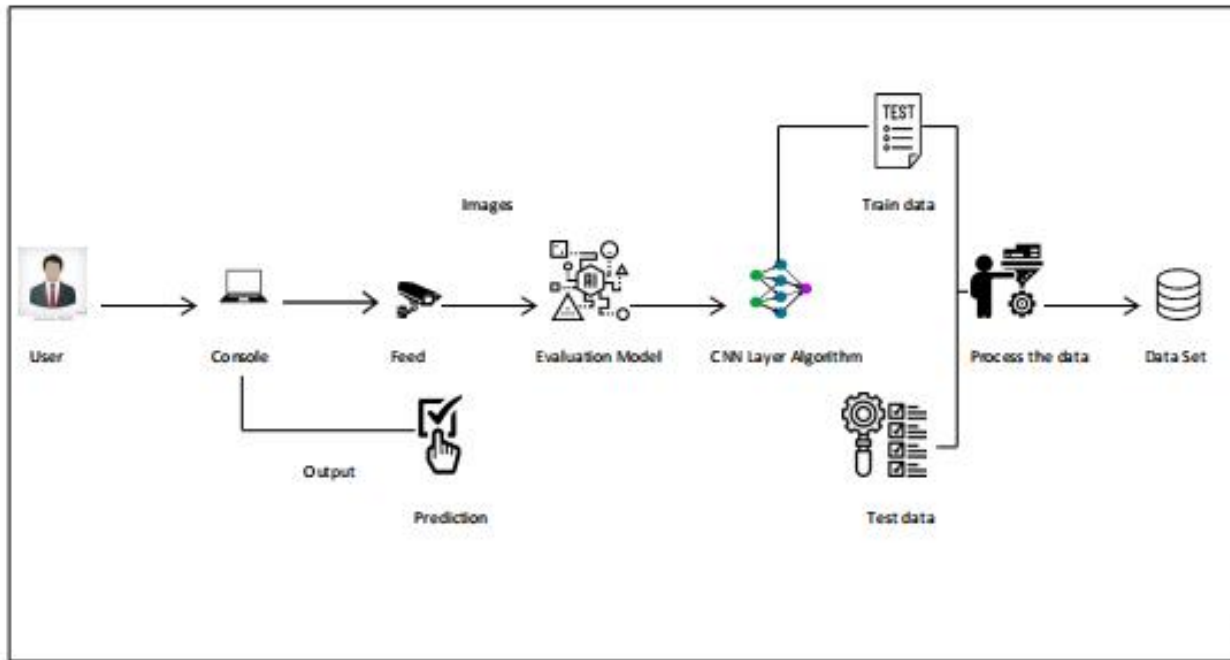 TEST
Images
Train data
AI
User
Console
Feed
Evaluation Model
CNN Layer Algorithm
Process the data
Data Set
Output
Prediction
Test data